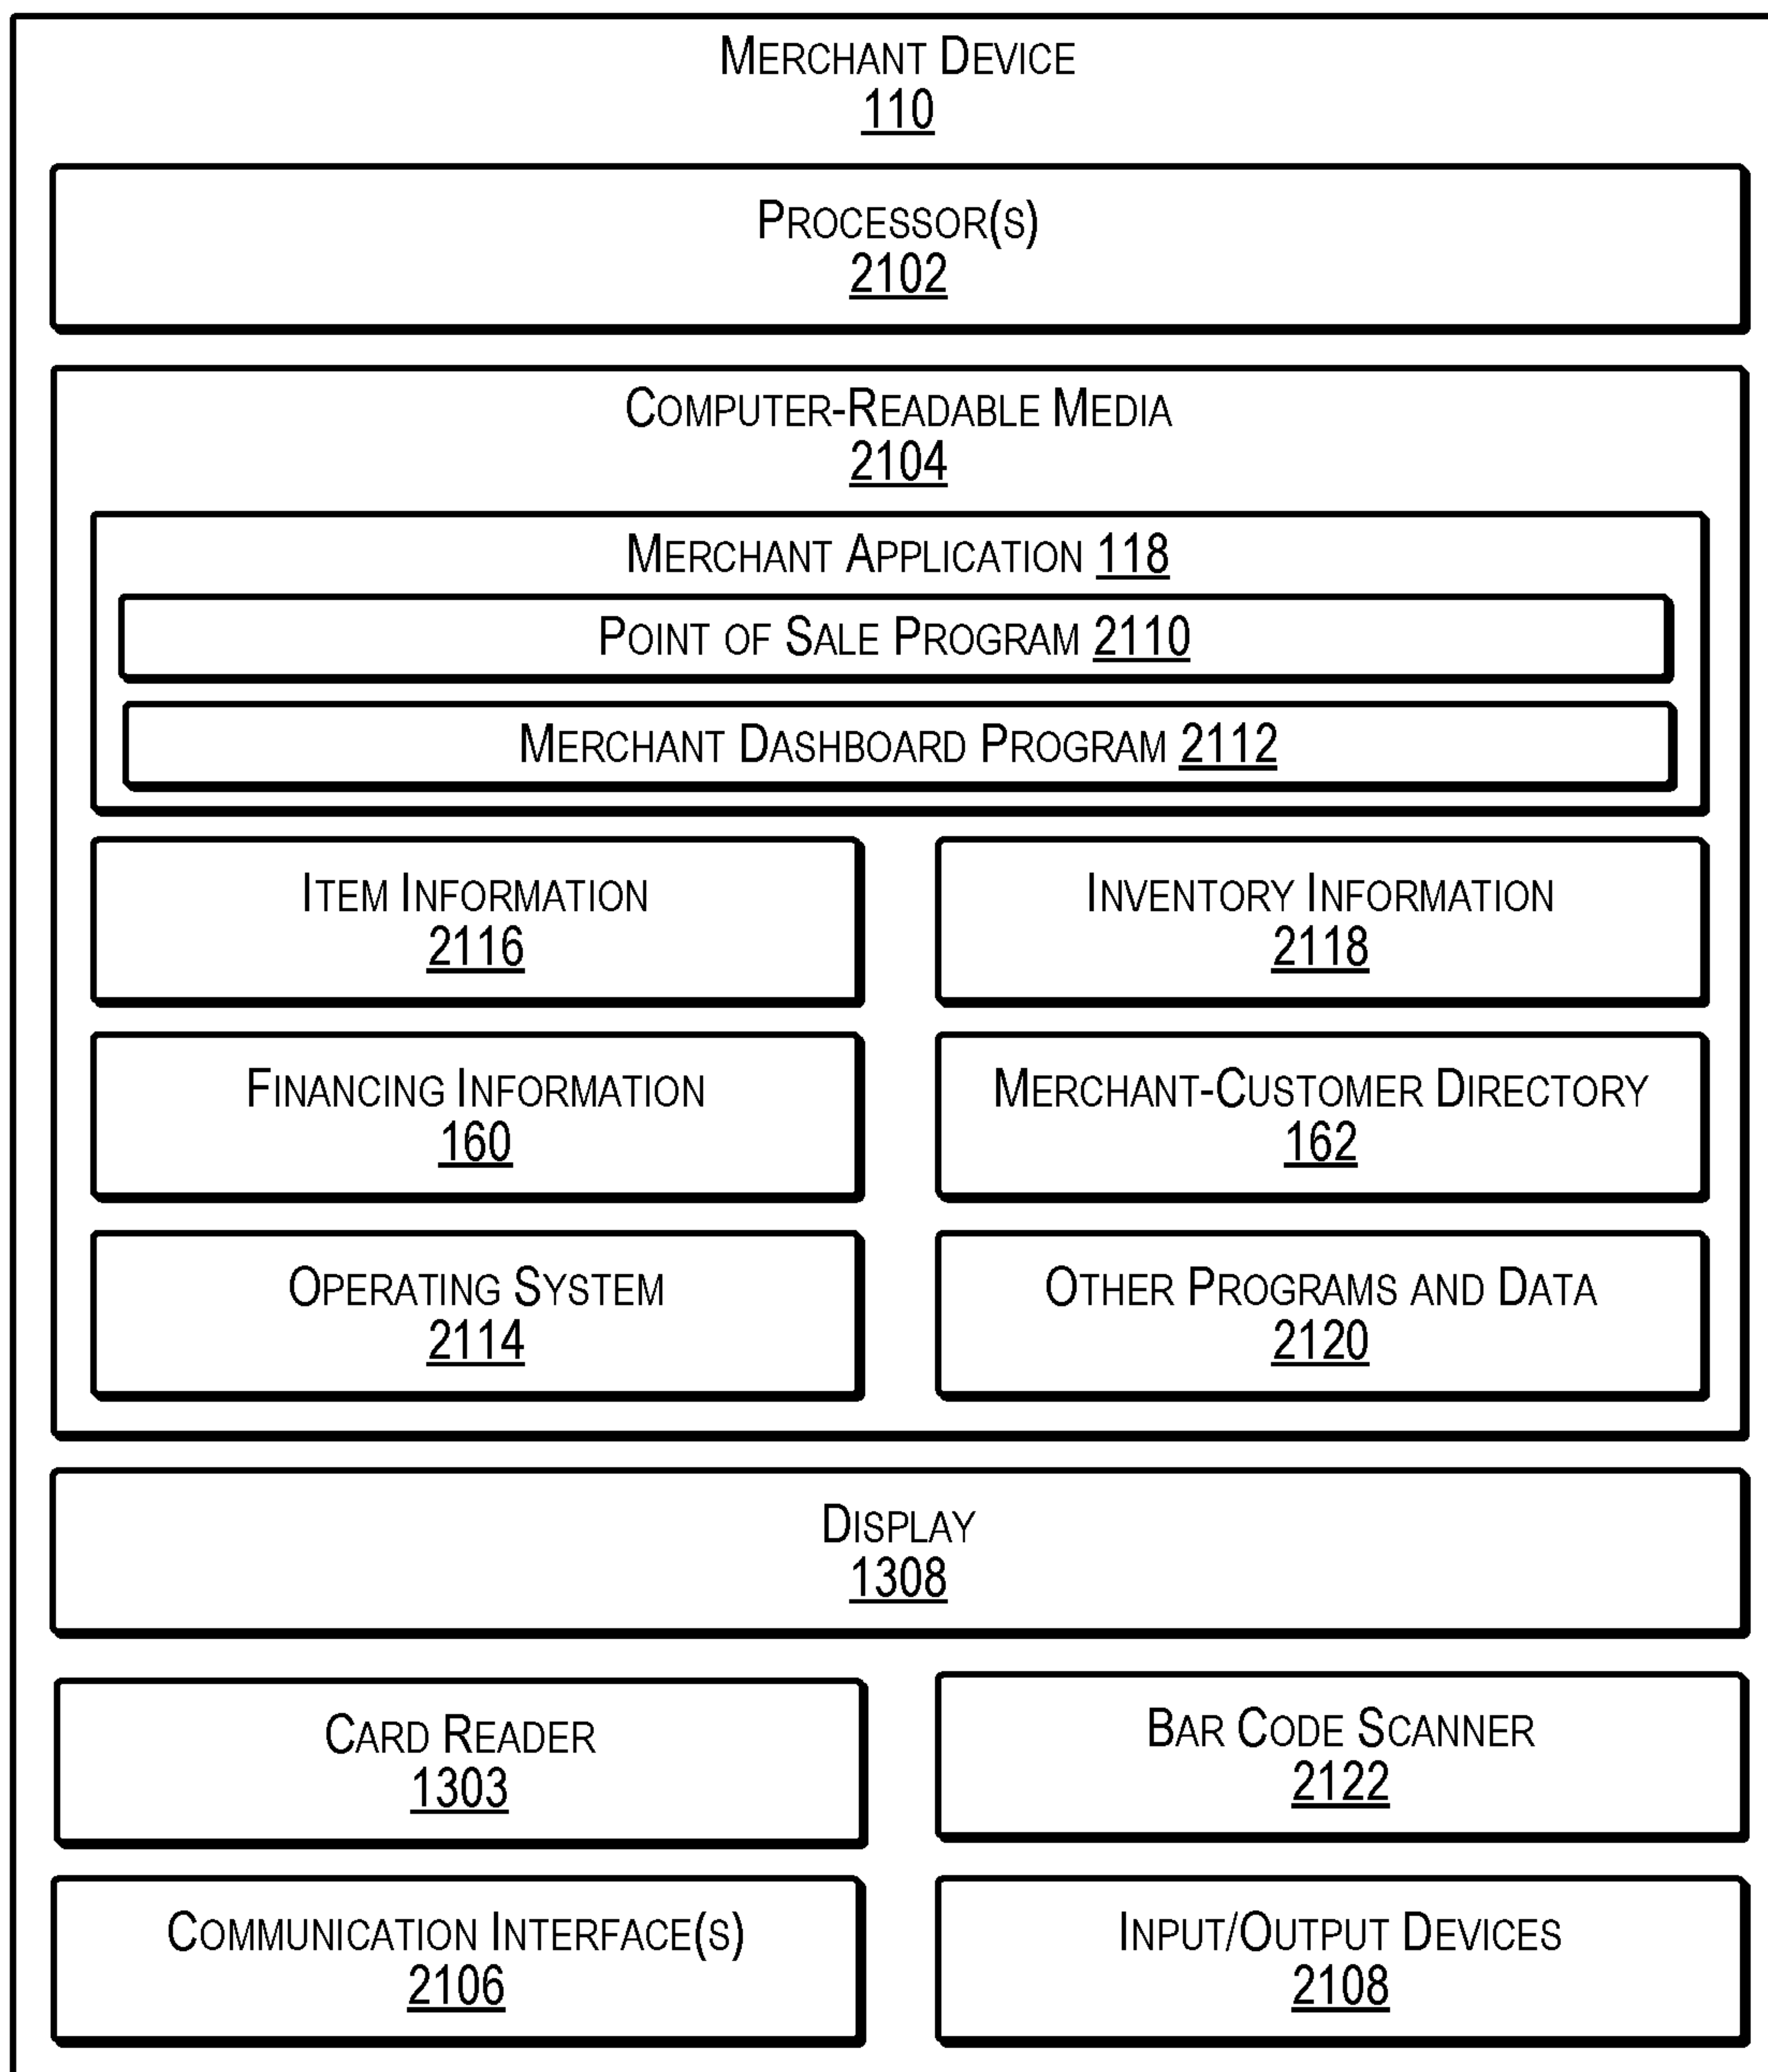 MERCHANT DEVICE
110
PROCESSOR(S)
2102
COMPUTER-READABLE MEDIA
2104
MERCHANT APPLICATION 118
POINT OF SALE PROGRAM 2110
MERCHANT DASHBOARD PROGRAM 2112
ITEM INFORMATION
2116
INVENTORY INFORMATION
2118
FINANCING INFORMATION
160
MERCHANT-CUSTOMER DIRECTORY
162
OPERATING SYSTEM
2114
OTHER PROGRAMS AND DATA
2120
DISPLAY
1308
CARD READER
1303
BAR CODE SCANNER
2122
COMMUNICATION INTERFACE(S)
2106
INPUT/OUTPUT DEVICES
2108